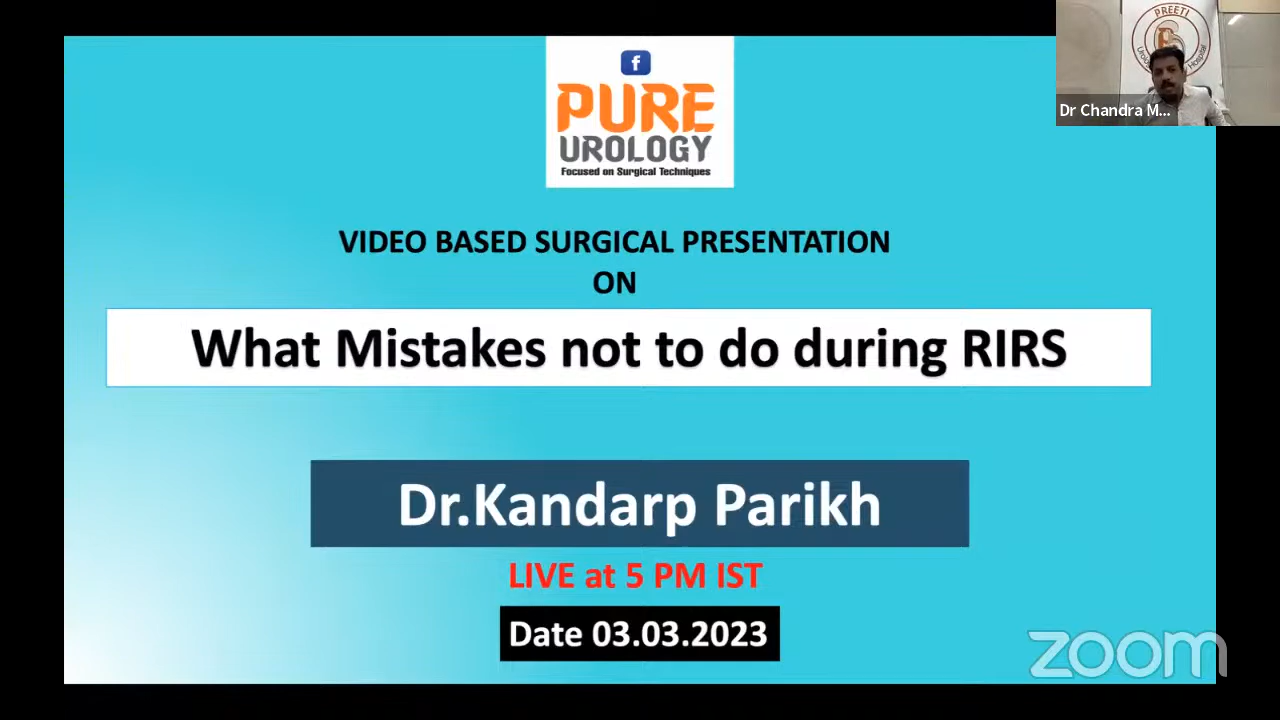 f
PURE
UROLOGY
Focused on Surgical Techniques
PREETI
Dr Chandra M...
VIDEO BASED SURGICAL PRESENTATION
ON
What Mistakes not to do during RIRS
Dr.Kandarp Parikh
LIVE at 5 PM IST
Date 03.03.2023
zoom